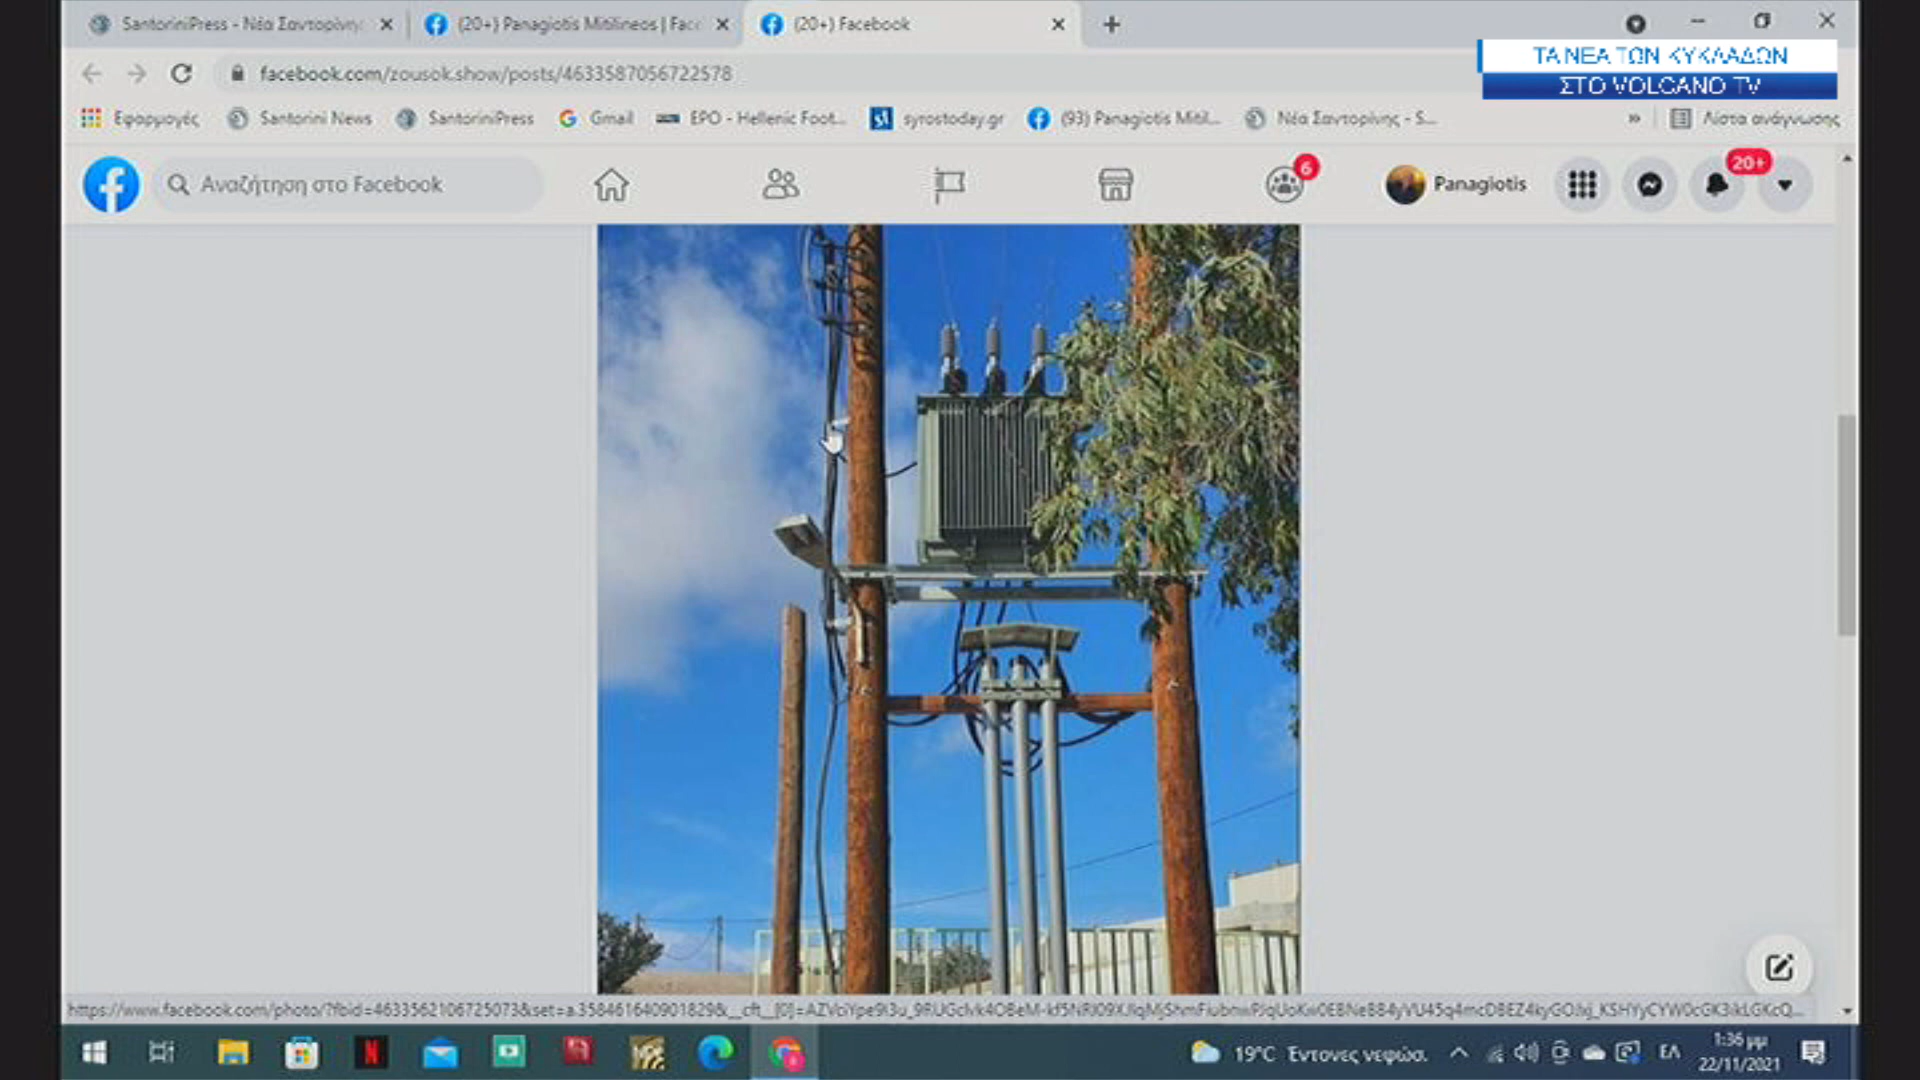 SantoriniPress - Νέα Σαντορίνης
(20+) Panagiotis Mitilineos | Face
(20+) Facebook
ΤΑ ΝΕΑ ΤΩΝ ΚΥΚΛΑΔΩΝ
ΣΤΟ VOLCANO TV
facebook.com/zousok.show/posts/4633587056722578
Εφαρμογές
Santorini News
SantoriniPress
Gmail
EPO - Hellenic Foot...
syrostoday.gr
(93) Panagiotis Mitil...
Νέα Σαντορίνης - S...
»
Λίστα ανάγνωσης
Αναζήτηση στο Facebook
6
Panagiotis
20+
19°C Έντονες νεφώσ.
ΕΛ
1:36 μμ
22/11/2021